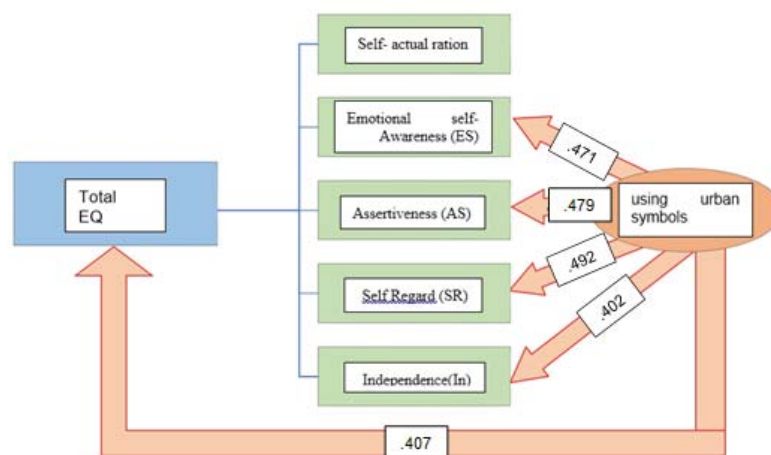 Self- actual ration
Emotional self-
Awareness (ES)
.471
Total
EQ
Assertiveness (AS)
.479
using urban
symbols
.492
Self Regard (SR)
.402
Independence(In)
.407